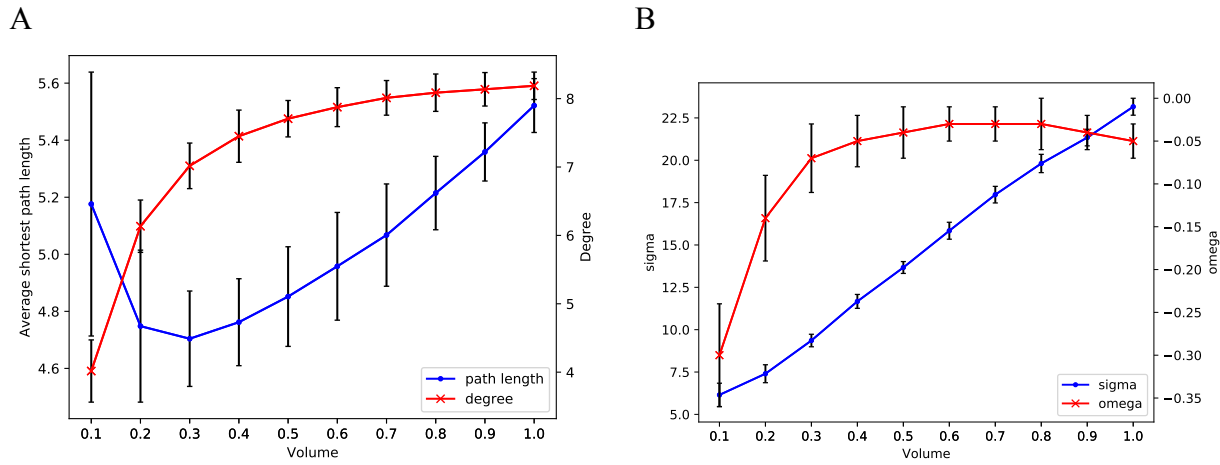 A
B
5.6
5.4
5.2
5.0
4.8
4.6
Average shortest path length
8
7
6
5
4
Degree
path length
degree
0.1 0.2 0.3 0.4 0.5 0.6 0.7 0.8 0.9 1.0
Volume
22.5
20.0
17.5
15.0
12.5
10.0
7.5
5.0
sigma
0.00
−0.05
−0.10
−0.15
−0.20
−0.25
−0.30
−0.35
omega
sigma
omega
0.1 0.2 0.3 0.4 0.5 0.6 0.7 0.8 0.9 1.0
Volume